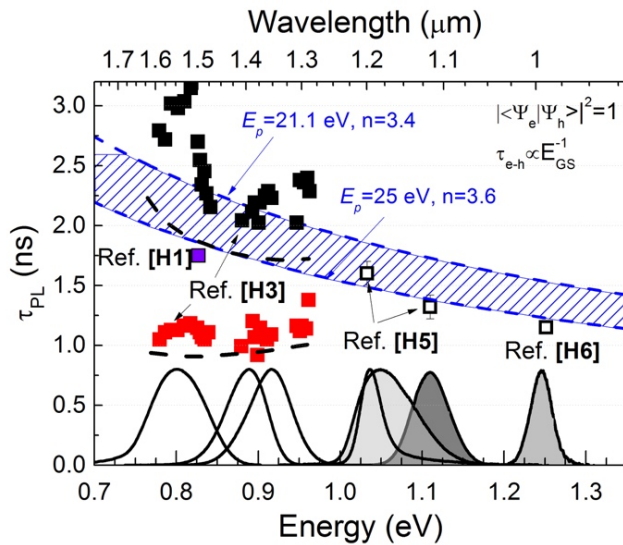 Wavelength (μm)
1.7 1.6 1.5 1.4 1.3 1.2 1.1 1
3.0
2.5
2.0
1.5
1.0
0.5
0.0
τPL (ns)
|<Ψe|Ψh>|²=1
τe-h∝EGS⁻¹
Ep=21.1 eV, n=3.4
Ep=25 eV, n=3.6
Ref. [H1]
Ref. [H3]
Ref. [H5]
Ref. [H6]
0.7 0.8 0.9 1.0 1.1 1.2 1.3
Energy (eV)